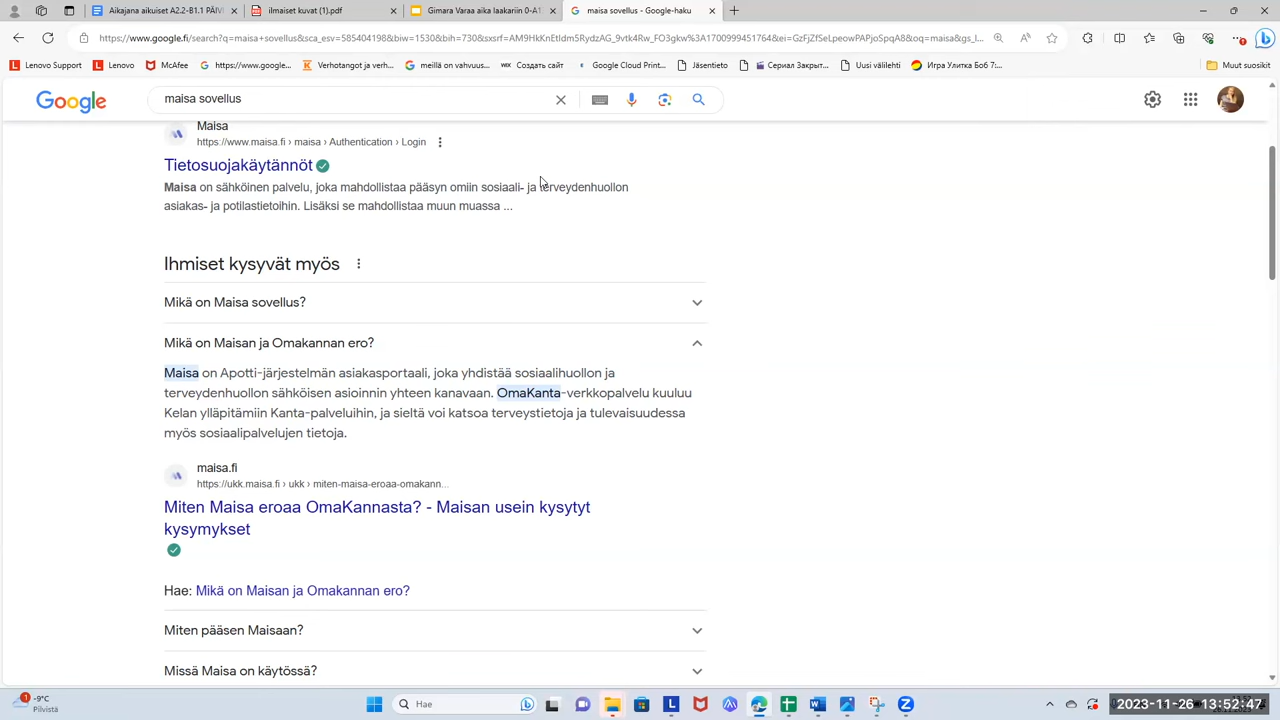 Aikajana aikuiset A2.2-B1.1 PÄIV
ilmaiset kuvat (1).pdf
Gimara Varaa aika laakariin 0-A1
maisa sovellus - Google-haku
Lenovo Support
Lenovo
McAfee
https://www.google...
Verhotangot ja verh...
meillä on vahvuus...
Создать сайт
Google Cloud Print...
Jäsentieto
Сериал Закрыт...
Uusi välilehti
Игра Улитка Боб 7:...
Muut suosikit
Google
maisa sovellus
Maisa
https://www.maisa.fi › maisa › Authentication › Login
Tietosuojakäytännöt
Maisa on sähköinen palvelu, joka mahdollistaa pääsyn omiin sosiaali- ja terveydenhuollon
asiakas- ja potilastietoihin. Lisäksi se mahdollistaa muun muassa ...
Ihmiset kysyvät myös
Mikä on Maisa sovellus?
Mikä on Maisan ja Omakannan ero?
Maisa on Apotti-järjestelmän asiakasportaali, joka yhdistää sosiaalihuollon ja
terveydenhuollon sähköisen asioinnin yhteen kanavaan. OmaKanta-verkkopalvelu kuuluu
Kelan ylläpitämiin Kanta-palveluihin, ja sieltä voi katsoa terveystietoja ja tulevaisuudessa
myös sosiaalipalvelujen tietoja.
maisa.fi
https://ukk.maisa.fi › ukk › miten-maisa-eroaa-omakann...
Miten Maisa eroaa OmaKannasta? - Maisan usein kysytyt
kysymykset
Hae: Mikä on Maisan ja Omakannan ero?
Miten pääsen Maisaan?
Missä Maisa on käytössä?
-9°C
Pilvistä
Hae
2023-11-26 13:52:47